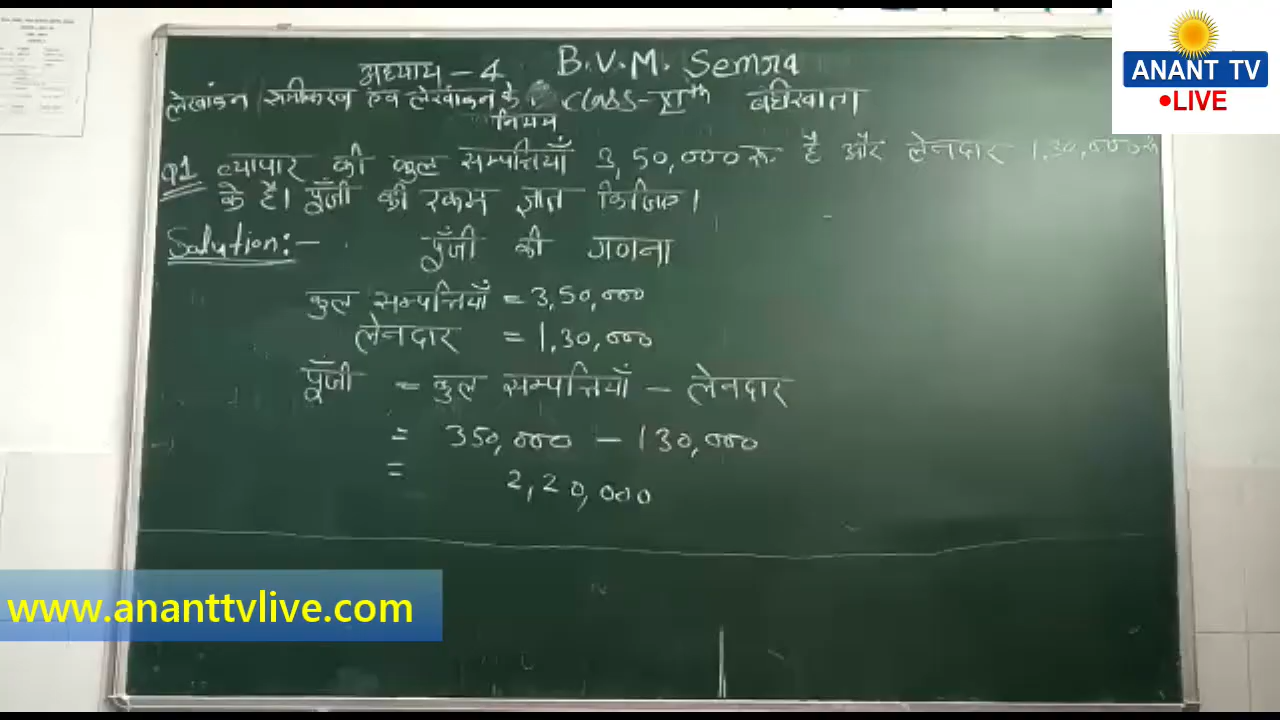 अध्याय - 4 B.V.M. Semra
लेखांकन समीकरण एवं लेखांकन के नियम class-XIth बहीखाता
Q1 व्यापार की कुल सम्पत्तियाँ 3,50,000 रू. है और लेनदार 1,30,000 रू
के है। पूँजी की रकम ज्ञात किजिए।
Solution:- पूँजी की गणना
कुल सम्पत्तियाँ = 3,50,000
लेनदार = 1,30,000
पूँजी = कुल सम्पत्तियाँ - लेनदार
= 350,000 - 130,000
= 2,20,000
ANANT TV
LIVE
www.ananttvlive.com